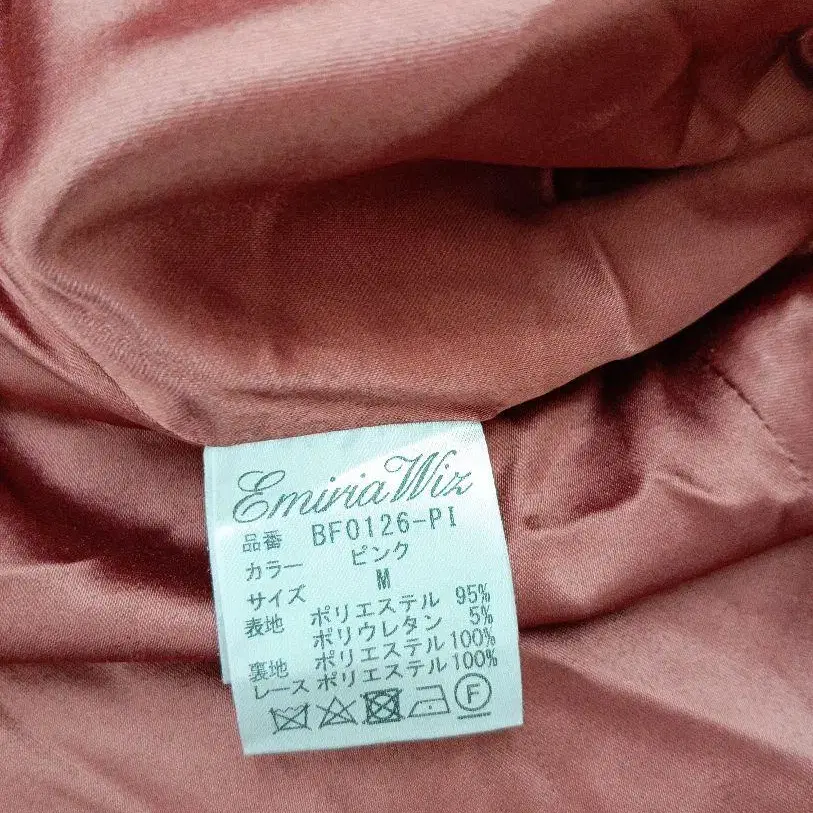 EmiriaWiz
品番 BF0126-PI
カラー ピンク
サイズ M
表地 ポリエステル 95%
ポリウレタン 5%
裏地 ポリエステル 100%
レース ポリエステル 100%
F